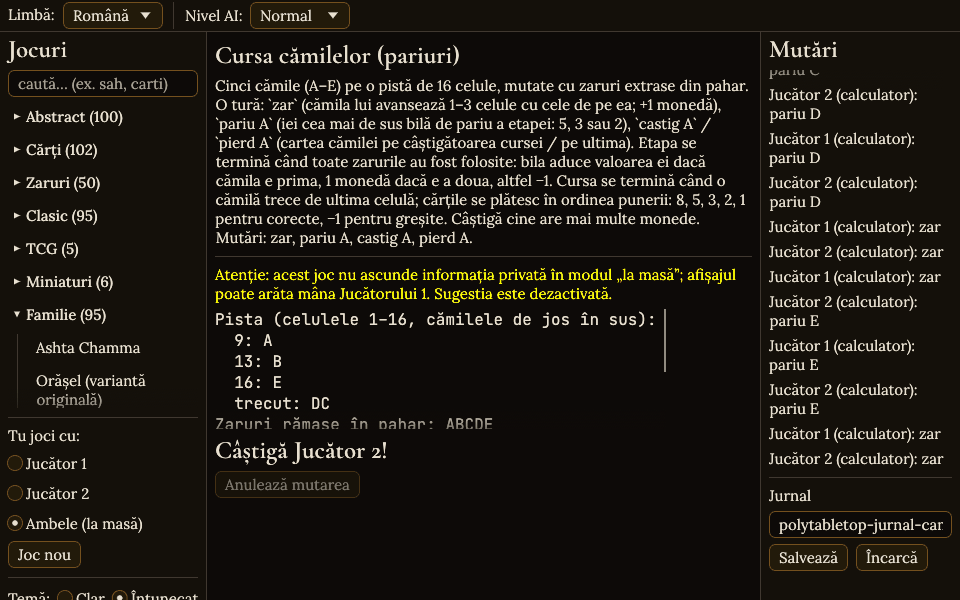 Limbă:
Română
Nivel AI:
Normal
Jocuri
caută... (ex. sah, carti)
Abstract (100)
Cărți (102)
Zaruri (50)
Clasic (95)
TCG (5)
Miniaturi (6)
Familie (95)
Ashta Chamma
Orășel (variantă
originală)
Tu joci cu:
Jucător 1
Jucător 2
Ambele (la masă)
Joc nou
Temă:
Clar
Întunecat
Cursa cămilelor (pariuri)
Cinci cămile (A–E) pe o pistă de 16 celule, mutate cu zaruri extrase din pahar.
O tură: `zar` (cămila lui avansează 1–3 celule cu cele de pe ea; +1 monedă),
`pariu A` (iei cea mai de sus bilă de pariu a etapei: 5, 3 sau 2), `castig A` /
`pierd A` (cartea cămilei pe câștigătoarea cursei / pe ultima). Etapa se
termină când toate zarurile au fost folosite: bila aduce valoarea ei dacă
cămila e prima, 1 monedă dacă e a doua, altfel −1. Cursa se termină când o
cămilă trece de ultima celulă; cărțile se plătesc în ordinea punerii: 8, 5, 3, 2, 1
pentru corecte, −1 pentru greșite. Câștigă cine are mai multe monede.
Mutări: zar, pariu A, castig A, pierd A.
Atenție: acest joc nu ascunde informația privată în modul „la masă”; afișajul
poate arăta mâna Jucătorului 1. Sugestia este dezactivată.
Pista (celulele 1–16, cămilele de jos în sus):
9: A
13: B
16: E
trecut: DC
Zaruri rămase în pahar: ABCDE
Câștigă Jucător 2!
Anulează mutarea
Mutări
pariu C
Jucător 2 (calculator):
pariu D
Jucător 1 (calculator):
pariu D
Jucător 2 (calculator):
pariu D
Jucător 1 (calculator): zar
Jucător 2 (calculator): zar
Jucător 1 (calculator): zar
Jucător 2 (calculator):
pariu E
Jucător 1 (calculator):
pariu E
Jucător 2 (calculator):
pariu E
Jucător 1 (calculator): zar
Jucător 2 (calculator): zar
Jurnal
polytabletop-jurnal-car
Salvează
Încarcă